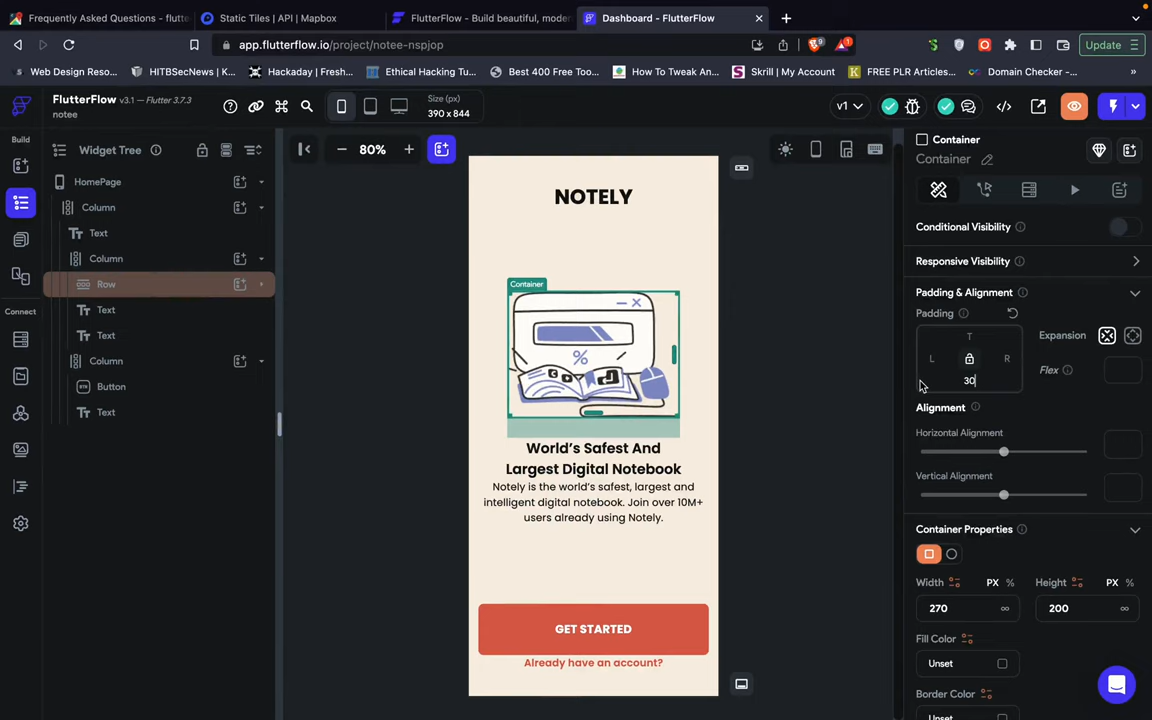 Frequently Asked Questions - flutte
Static Tiles | API | Mapbox
FlutterFlow - Build beautiful, moder
Dashboard - FlutterFlow
app.flutterflow.io/project/notee-nspjop
9
1
Update
Web Design Reso...
HITBSecNews | K...
Hackaday | Fresh...
Ethical Hacking Tu...
Best 400 Free Too...
How To Tweak An...
Skrill | My Account
FREE PLR Articles...
Domain Checker -...
FlutterFlow v3.1 - Flutter 3.7.3
notee
Size (px)
390 x 844
v1
Build
Widget Tree
80%
Container
Container
HomePage
Column
Text
Column
Row
Text
Text
Column
Button
Text
Connect
NOTELY
Container
%
World's Safest And
Largest Digital Notebook
Notely is the world's safest, largest and
intelligent digital notebook. Join over 10M+
users already using Notely.
GET STARTED
Already have an account?
Conditional Visibility
Responsive Visibility
Padding & Alignment
Padding
T
L
R
30
Expansion
Flex
Alignment
Horizontal Alignment
Vertical Alignment
Container Properties
Width PX %
Height PX %
270
200
Fill Color
Unset
Border Color